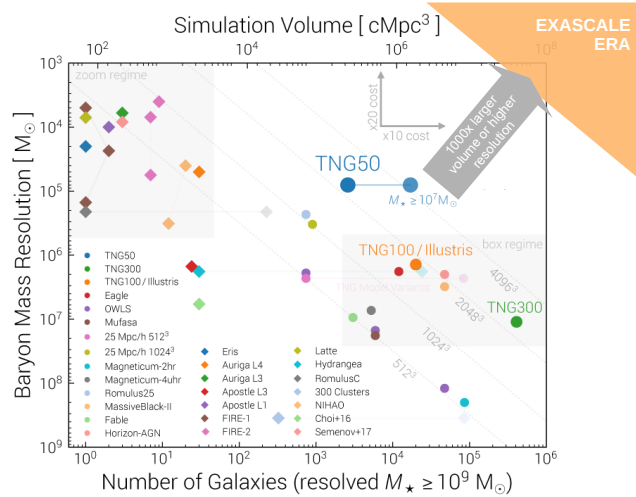 Simulation Volume [ cMpc³ ]
EXASCALE
ERA
10² 10⁴ 10⁶ 10⁸
10³
zoom regime
x20 cost
x10 cost
1000x larger
volume or higher
resolution
10⁴
TNG50
10⁵
M⋆ ≥ 10⁷ M☉
Baryon Mass Resolution [ M☉ ]
TNG100 / Illustris
box regime
10⁶
TNG Model Variants
4096³
2048³
TNG300
1024³
512³
10⁷
10⁸
10⁹
TNG50
TNG300
TNG100 / Illustris
Eagle
OWLS
Mufasa
25 Mpc/h 512³
25 Mpc/h 1024³
Magneticum-2hr
Magneticum-4uhr
Romulus25
MassiveBlack-II
Fable
Horizon-AGN
Eris
Auriga L4
Auriga L3
Apostle L3
Apostle L1
FIRE-1
FIRE-2
Latte
Hydrangea
RomulusC
300 Clusters
NIHAO
Choi+16
Semenov+17
10⁰ 10¹ 10² 10³ 10⁴ 10⁵ 10⁶
Number of Galaxies (resolved M⋆ ≥ 10⁹ M☉)